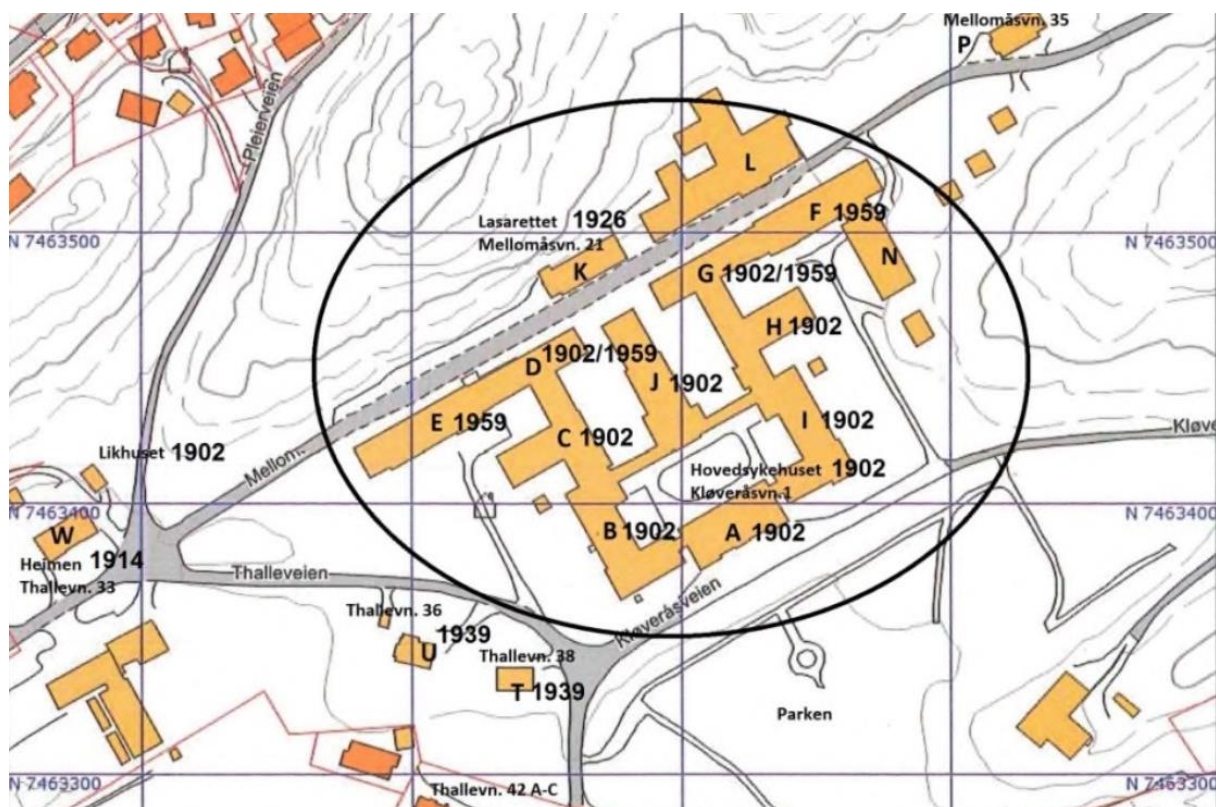 Mellomåsvn. 35
P
Pleierveien
L
Lasarettet 1926
Mellomåsvn. 21
K
F 1959
N 7463500
N 7463500
N
G 1902/1959
H 1902
D 1902/1959
J 1902
E 1959
C 1902
I 1902
Likhuset 1902
Mellom.
Kløve
Hovedsykehuset 1902
Kløveråsvn.1
N 7463400
N 7463400
W
B 1902
A 1902
Heimen 1914
Thallevn. 33
Thalleveien
Kløveråsveien
Thallevn. 36
U 1939
Thallevn. 38
T 1939
Parken
N 7463300
N 7463300
Thallevn. 42 A-C